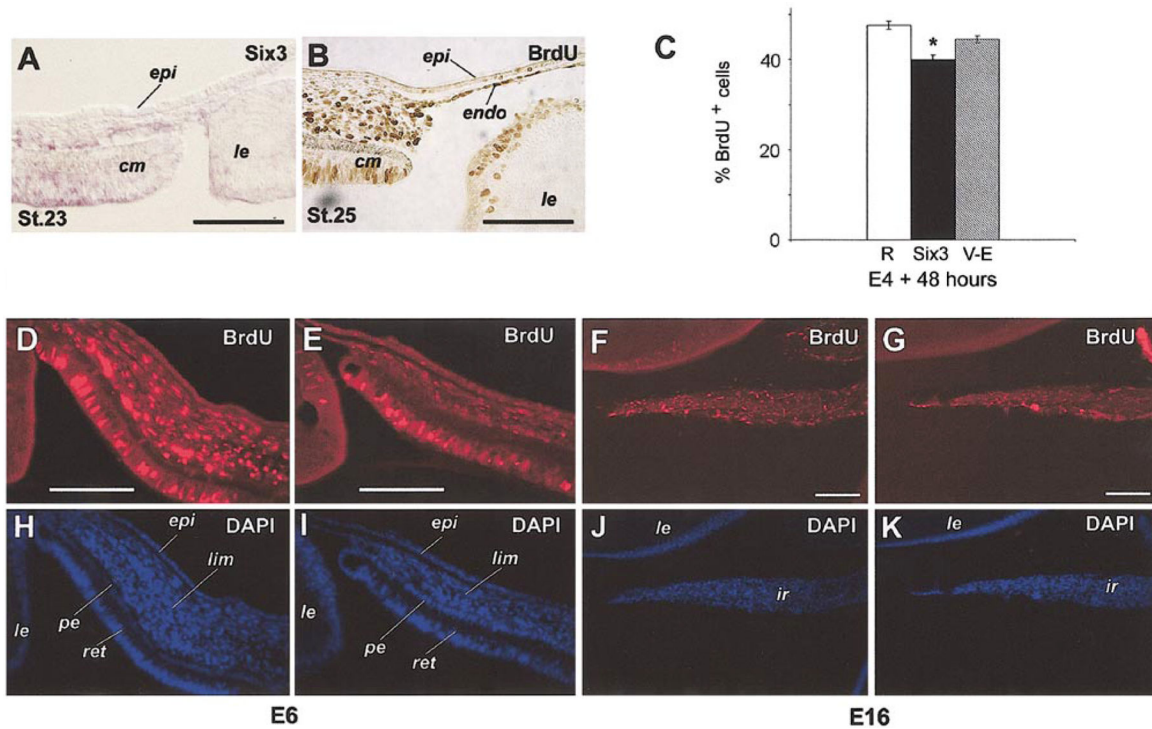 A Six3
epi
cm
le
St.23
B BrdU
epi
endo
cm
le
St.25
C
% BrdU + cells
40
20
0
*
R Six3 V-E
E4 + 48 hours
D BrdU
E BrdU
F BrdU
G BrdU
H DAPI
epi
lim
le
pe
ret
I DAPI
epi
lim
le
pe
ret
J DAPI
le
ir
K DAPI
le
ir
E6
E16